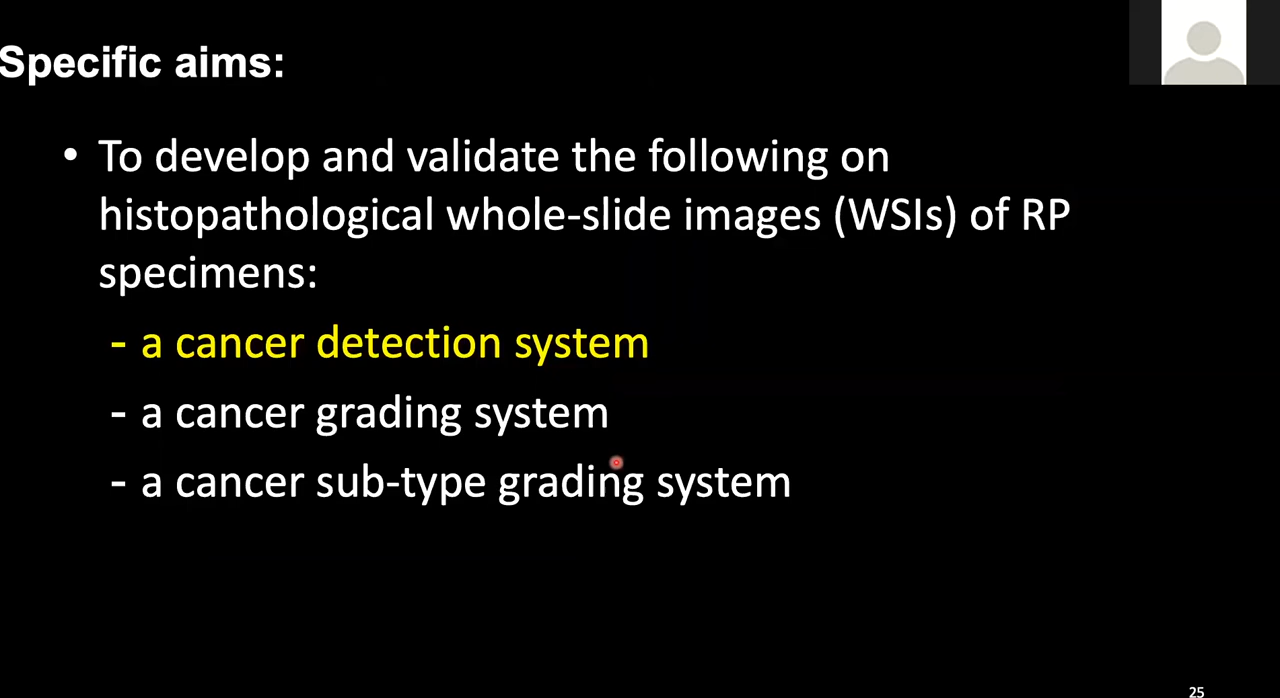 Specific aims:
• To develop and validate the following on
histopathological whole-slide images (WSIs) of RP
specimens:
- a cancer detection system
- a cancer grading system
- a cancer sub-type grading system
25